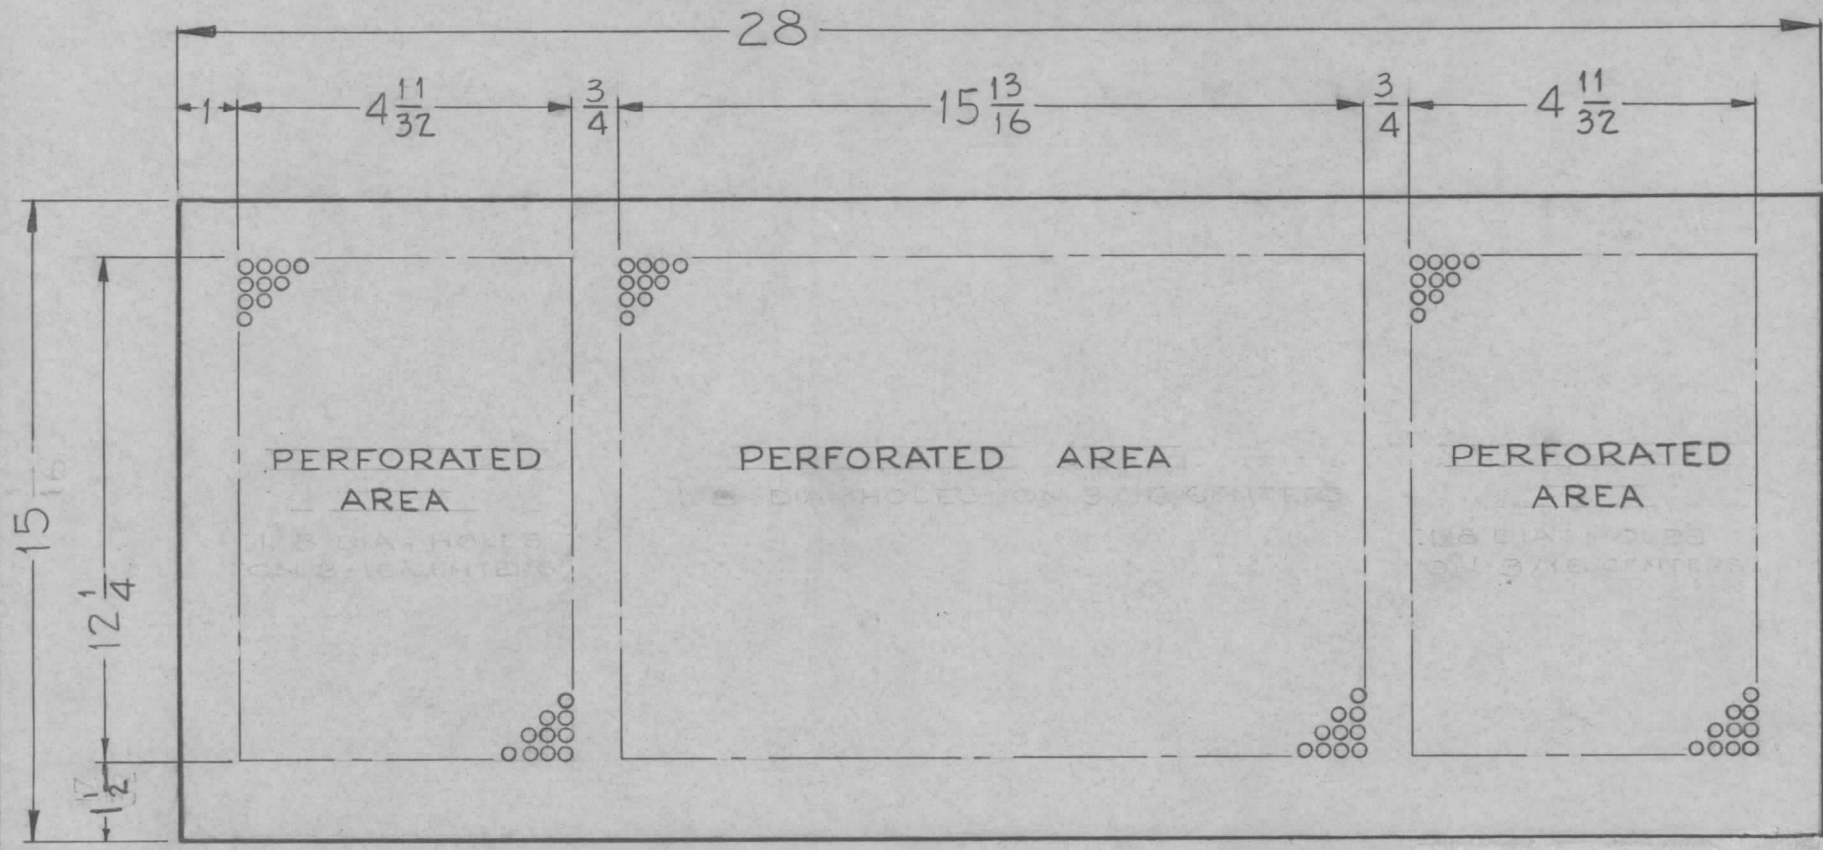 28
1 4 11/32 3/4 15 13/16 3/4 4 11/32
PERFORATED
AREA
PERFORATED AREA
PERFORATED
AREA
15
12 1/4
1 1/2